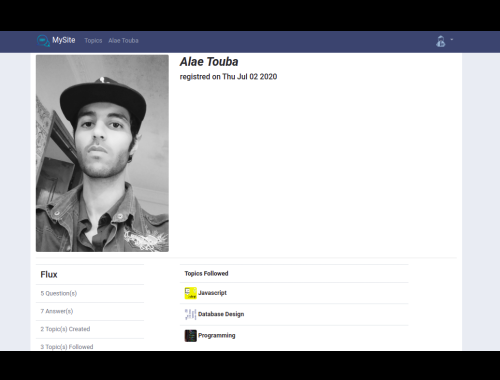 MySite Topics Alae Touba
Alae Touba
registred on Thu Jul 02 2020
Flux
5 Question(s)
7 Answer(s)
2 Topic(s) Created
3 Topic(s) Followed
Topics Followed
Javascript
Database Design
Programming